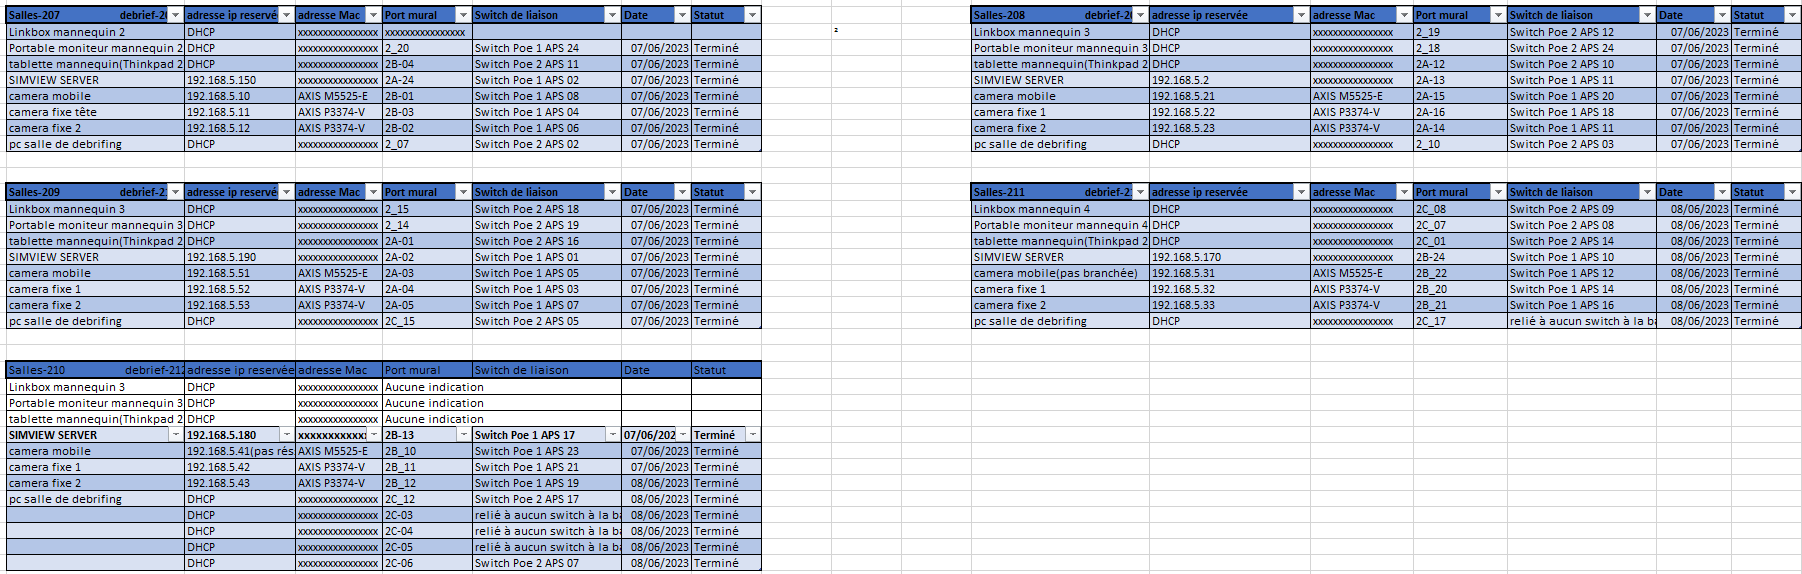 Salles-207 debrief-2 adresse ip reservé adresse Mac Port mural Switch de liaison Date Statut
Linkbox mannequin 2 DHCP xxxxxxxxxxxxxxxx xxxxxxxxxxxxxxxx
Portable moniteur mannequin 2 DHCP xxxxxxxxxxxxxxxx 2_20 Switch Poe 1 APS 24 07/06/2023 Terminé
tablette mannequin(Thinkpad 2 DHCP xxxxxxxxxxxxxxxx 2B-04 Switch Poe 2 APS 11 07/06/2023 Terminé
SIMVIEW SERVER 192.168.5.150 xxxxxxxxxxxxxxxx 2A-24 Switch Poe 1 APS 02 07/06/2023 Terminé
camera mobile 192.168.5.10 AXIS M5525-E 2B-01 Switch Poe 1 APS 08 07/06/2023 Terminé
camera fixe tête 192.168.5.11 AXIS P3374-V 2B-03 Switch Poe 1 APS 04 07/06/2023 Terminé
camera fixe 2 192.168.5.12 AXIS P3374-V 2B-02 Switch Poe 1 APS 06 07/06/2023 Terminé
pc salle de debrifing DHCP xxxxxxxxxxxxxxxx 2_07 Switch Poe 2 APS 02 07/06/2023 Terminé
²
Salles-208 debrief-2 adresse ip reservée adresse Mac Port mural Switch de liaison Date Statut
Linkbox mannequin 3 DHCP xxxxxxxxxxxxxxxx 2_19 Switch Poe 2 APS 12 07/06/2023 Terminé
Portable moniteur mannequin 3 DHCP xxxxxxxxxxxxxxxx 2_18 Switch Poe 2 APS 24 07/06/2023 Terminé
tablette mannequin(Thinkpad 2 DHCP xxxxxxxxxxxxxxxx 2A-12 Switch Poe 2 APS 10 07/06/2023 Terminé
SIMVIEW SERVER 192.168.5.2 xxxxxxxxxxxxxxxx 2A-13 Switch Poe 1 APS 11 07/06/2023 Terminé
camera mobile 192.168.5.21 AXIS M5525-E 2A-15 Switch Poe 1 APS 20 07/06/2023 Terminé
camera fixe 1 192.168.5.22 AXIS P3374-V 2A-16 Switch Poe 1 APS 18 07/06/2023 Terminé
camera fixe 2 192.168.5.23 AXIS P3374-V 2A-14 Switch Poe 1 APS 11 07/06/2023 Terminé
pc salle de debrifing DHCP xxxxxxxxxxxxxxxx 2_10 Switch Poe 2 APS 03 07/06/2023 Terminé
Salles-209 debrief-2 adresse ip reservé adresse Mac Port mural Switch de liaison Date Statut
Linkbox mannequin 3 DHCP xxxxxxxxxxxxxxxx 2_15 Switch Poe 2 APS 18 07/06/2023 Terminé
Portable moniteur mannequin 3 DHCP xxxxxxxxxxxxxxxx 2_14 Switch Poe 2 APS 19 07/06/2023 Terminé
tablette mannequin(Thinkpad 2 DHCP xxxxxxxxxxxxxxxx 2A-01 Switch Poe 2 APS 16 07/06/2023 Terminé
SIMVIEW SERVER 192.168.5.190 xxxxxxxxxxxxxxxx 2A-02 Switch Poe 1 APS 01 07/06/2023 Terminé
camera mobile 192.168.5.51 AXIS M5525-E 2A-03 Switch Poe 1 APS 05 07/06/2023 Terminé
camera fixe 1 192.168.5.52 AXIS P3374-V 2A-04 Switch Poe 1 APS 03 07/06/2023 Terminé
camera fixe 2 192.168.5.53 AXIS P3374-V 2A-05 Switch Poe 1 APS 07 07/06/2023 Terminé
pc salle de debrifing DHCP xxxxxxxxxxxxxxxx 2C_15 Switch Poe 2 APS 05 07/06/2023 Terminé
Salles-211 debrief-2 adresse ip reservée adresse Mac Port mural Switch de liaison Date Statut
Linkbox mannequin 4 DHCP xxxxxxxxxxxxxxxx 2C_08 Switch Poe 2 APS 09 08/06/2023 Terminé
Portable moniteur mannequin 4 DHCP xxxxxxxxxxxxxxxx 2C_07 Switch Poe 2 APS 08 08/06/2023 Terminé
tablette mannequin(Thinkpad 2 DHCP xxxxxxxxxxxxxxxx 2C_01 Switch Poe 2 APS 14 08/06/2023 Terminé
SIMVIEW SERVER 192.168.5.170 xxxxxxxxxxxxxxxx 2B-24 Switch Poe 1 APS 10 08/06/2023 Terminé
camera mobile(pas branchée) 192.168.5.31 AXIS M5525-E 2B_22 Switch Poe 1 APS 12 08/06/2023 Terminé
camera fixe 1 192.168.5.32 AXIS P3374-V 2B_20 Switch Poe 1 APS 14 08/06/2023 Terminé
camera fixe 2 192.168.5.33 AXIS P3374-V 2B_21 Switch Poe 1 APS 16 08/06/2023 Terminé
pc salle de debrifing DHCP xxxxxxxxxxxxxxxx 2C_17 relié à aucun switch à la ba 08/06/2023 Terminé
Salles-210 debrief-212 adresse ip reservée adresse Mac Port mural Switch de liaison Date Statut
Linkbox mannequin 3 DHCP xxxxxxxxxxxxxxxx Aucune indication
Portable moniteur mannequin 3 DHCP xxxxxxxxxxxxxxxx Aucune indication
tablette mannequin(Thinkpad 2 DHCP xxxxxxxxxxxxxxxx Aucune indication
SIMVIEW SERVER 192.168.5.180 xxxxxxxxxxxx 2B-13 Switch Poe 1 APS 17 07/06/202 Terminé
camera mobile 192.168.5.41(pas rés AXIS M5525-E 2B_10 Switch Poe 1 APS 23 07/06/2023 Terminé
camera fixe 1 192.168.5.42 AXIS P3374-V 2B_11 Switch Poe 1 APS 21 07/06/2023 Terminé
camera fixe 2 192.168.5.43 AXIS P3374-V 2B_12 Switch Poe 1 APS 19 08/06/2023 Terminé
pc salle de debrifing DHCP xxxxxxxxxxxxxxxx 2C_12 Switch Poe 2 APS 17 08/06/2023 Terminé
DHCP xxxxxxxxxxxxxxxx 2C-03 relié à aucun switch à la ba 08/06/2023 Terminé
DHCP xxxxxxxxxxxxxxxx 2C-04 relié à aucun switch à la ba 08/06/2023 Terminé
DHCP xxxxxxxxxxxxxxxx 2C-05 relié à aucun switch à la ba 08/06/2023 Terminé
DHCP xxxxxxxxxxxxxxxx 2C-06 Switch Poe 2 APS 07 08/06/2023 Terminé